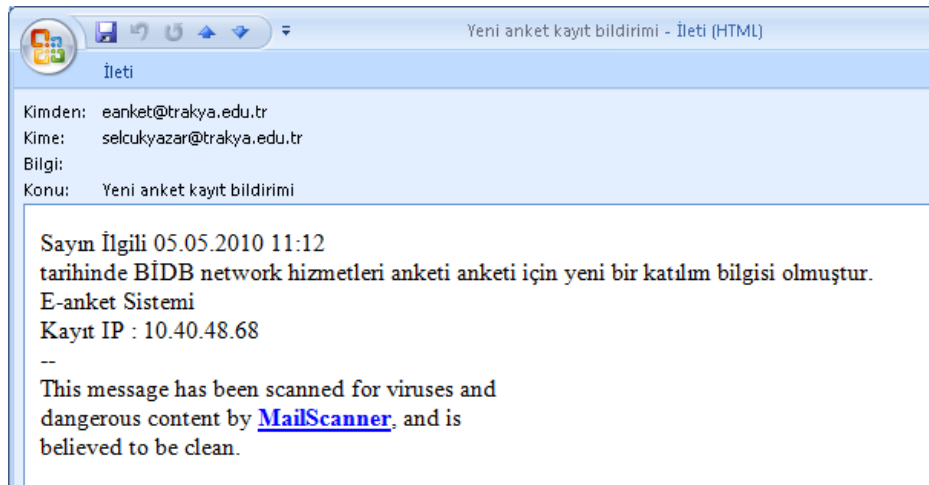 Yeni anket kayıt bildirimi - İleti (HTML)
İleti
Kimden: eanket@trakya.edu.tr
Kime: selcukyazar@trakya.edu.tr
Bilgi:
Konu: Yeni anket kayıt bildirimi
Sayın İlgili 05.05.2010 11:12
tarihinde BİDB network hizmetleri anketi anketi için yeni bir katılım bilgisi olmuştur.
E-anket Sistemi
Kayıt IP : 10.40.48.68
--
This message has been scanned for viruses and
dangerous content by MailScanner, and is
believed to be clean.